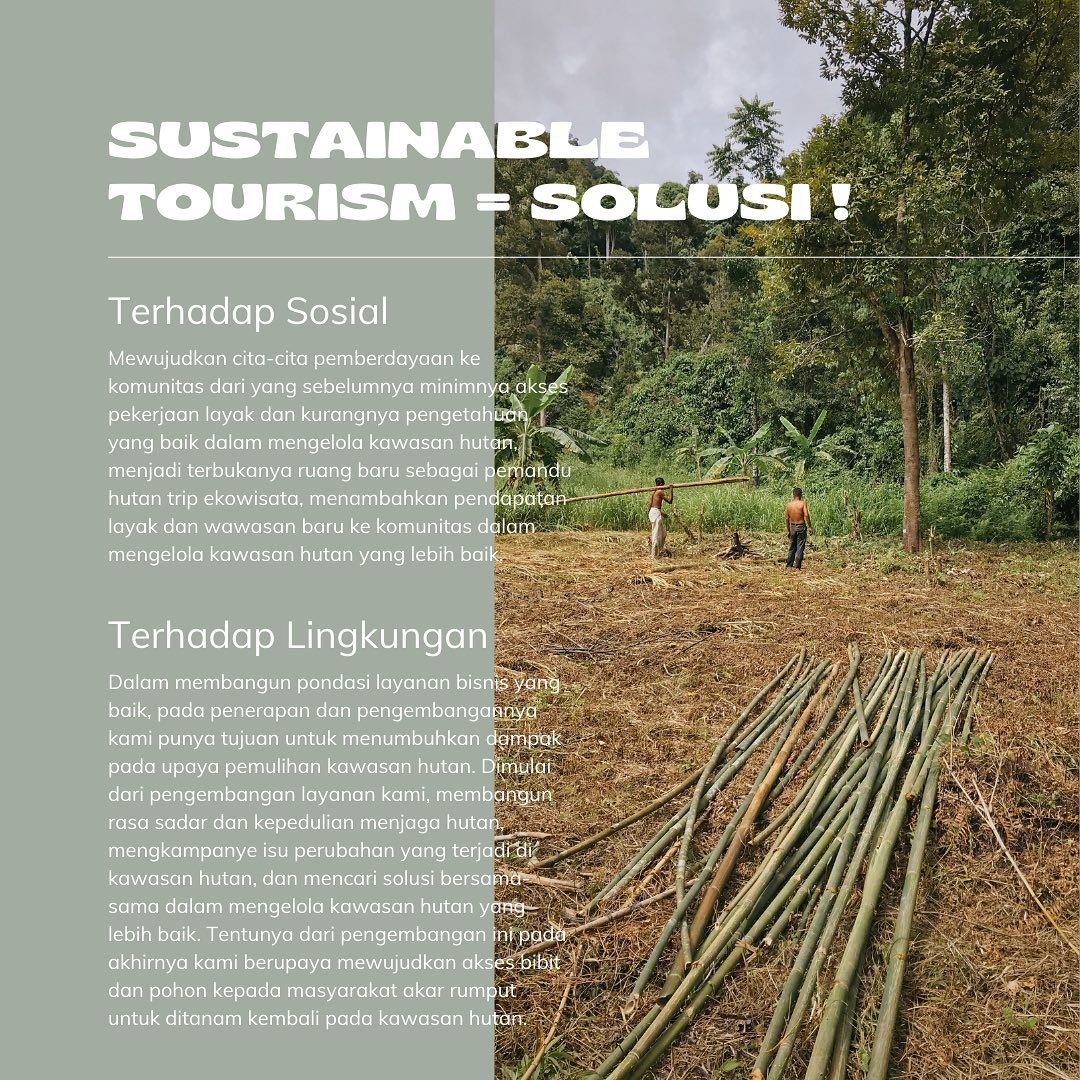 SUSTAINABLE
TOURISM = SOLUSI !
Terhadap Sosial
Mewujudkan cita-cita pemberdayaan ke
komunitas dari yang sebelumnya minimnya akses
pekerjaan layak dan kurangnya pengetahuan
yang baik dalam mengelola kawasan hutan,
menjadi terbukanya ruang baru sebagai pemandu
hutan trip ekowisata, menambahkan pendapatan
layak dan wawasan baru ke komunitas dalam
mengelola kawasan hutan yang lebih baik.
Terhadap Lingkungan
Dalam membangun pondasi layanan bisnis yang
baik, pada penerapan dan pengembangannya
kami punya tujuan untuk menumbuhkan dampak
pada upaya pemulihan kawasan hutan. Dimulai
dari pengembangan layanan kami, membangun
rasa sadar dan kepedulian menjaga hutan,
mengkampanye isu perubahan yang terjadi di
kawasan hutan, dan mencari solusi bersama-
sama dalam mengelola kawasan hutan yang
lebih baik. Tentunya dari pengembangan ini pada
akhirnya kami berupaya mewujudkan akses bibit
dan pohon kepada masyarakat akar rumput
untuk ditanam kembali pada kawasan hutan.